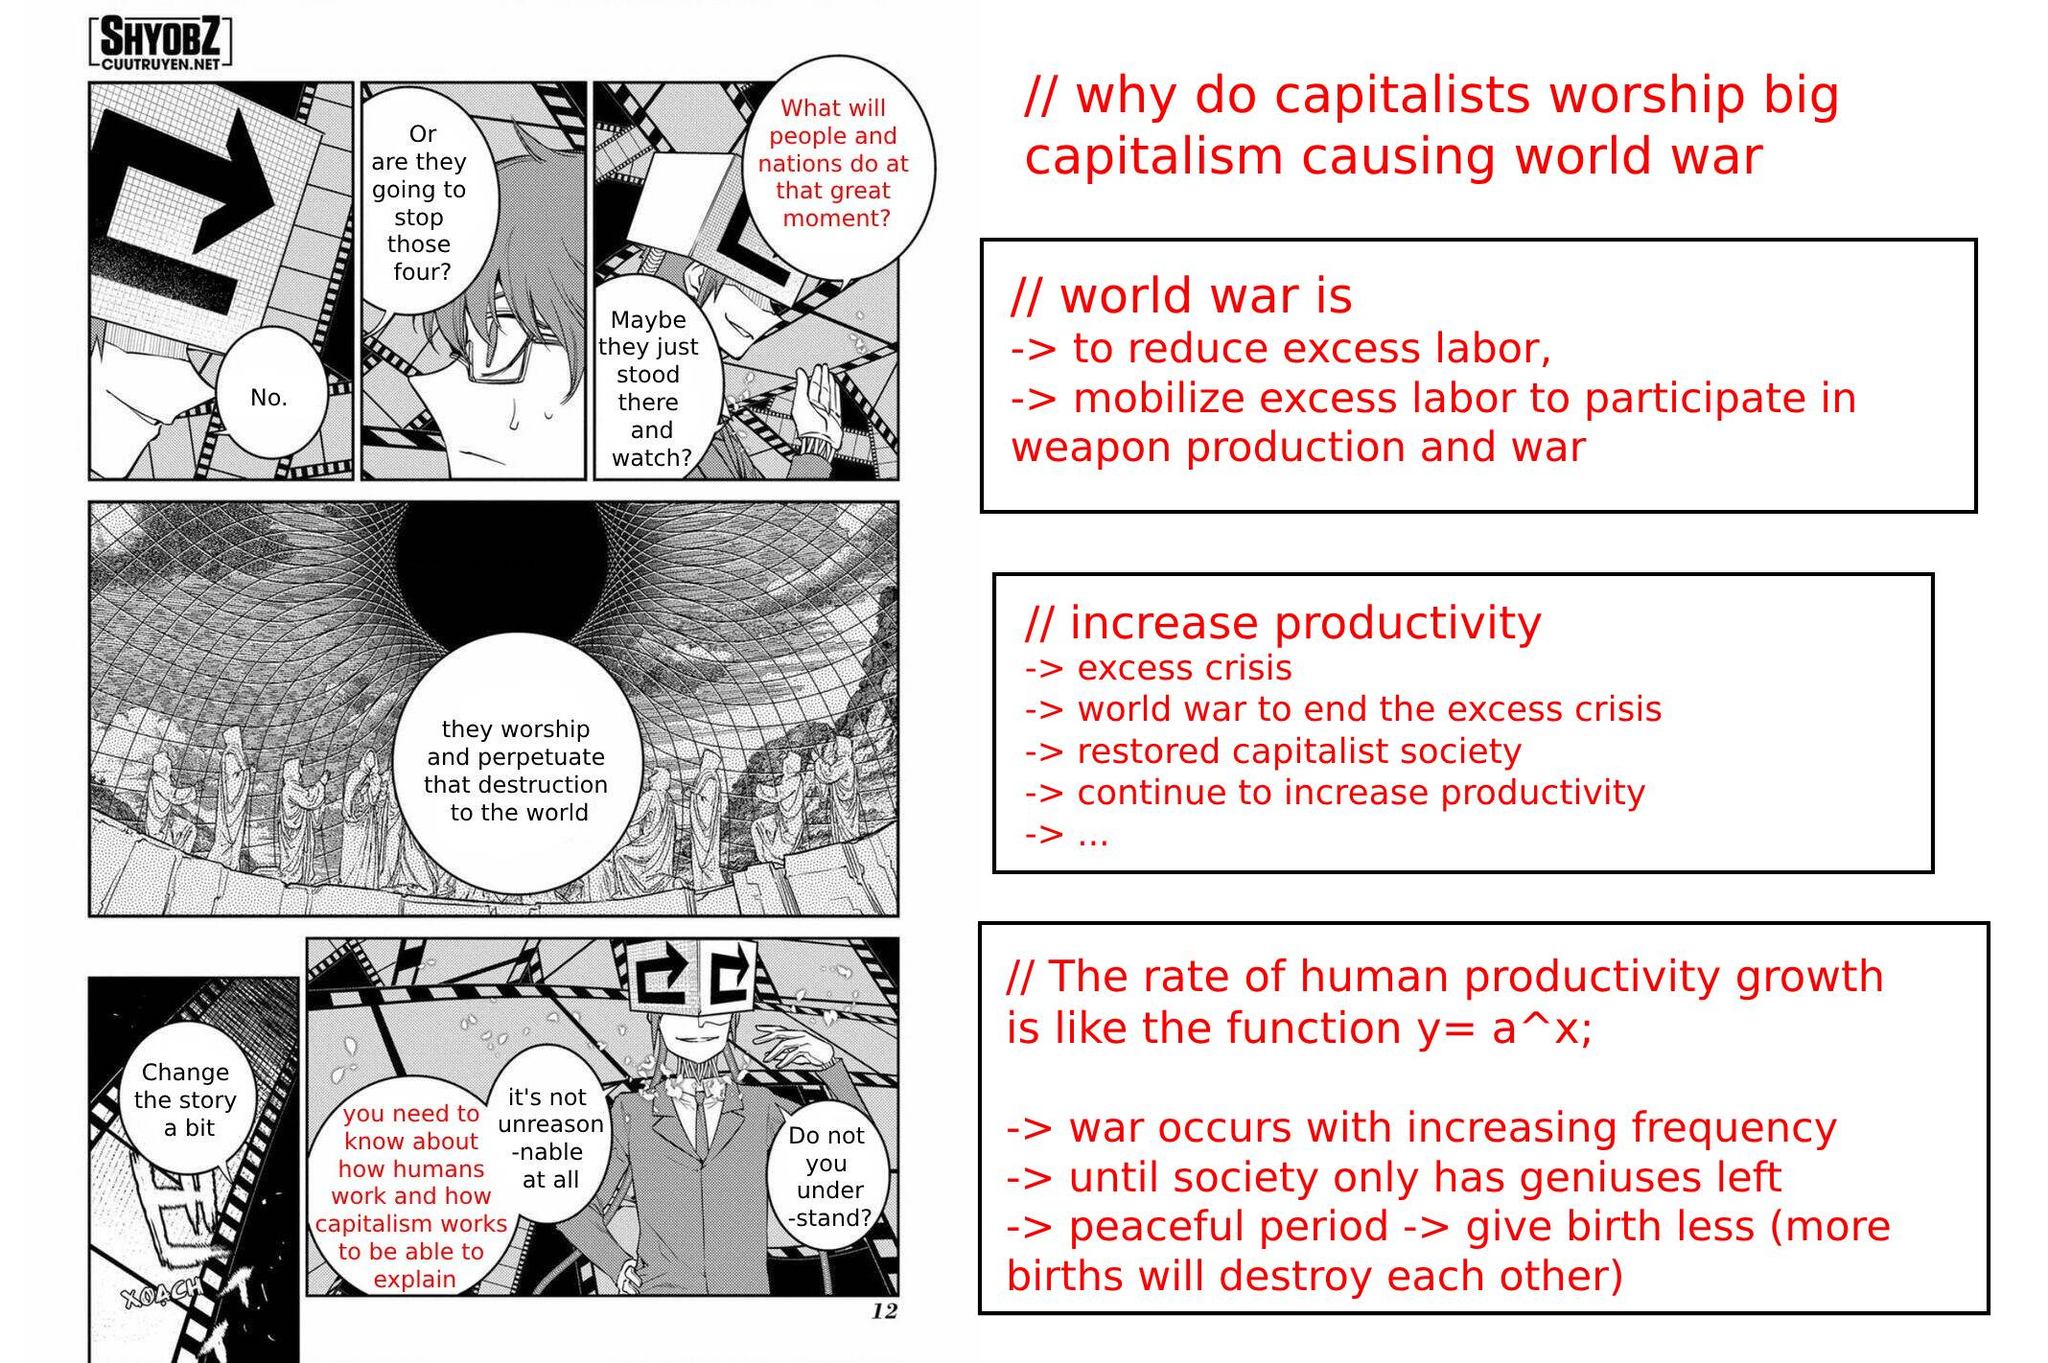 SHYOBZ
CUUTRUYEN.NET
What will
people and
nations do at
that great
moment?
Maybe
they just
stood
there
and
watch?
Or
are they
going to
stop
those
four?
No.
they worship
and perpetuate
that destruction
to the world
Do not
you
under
-stand?
it's not
unreason
-nable
at all
you need to
know about
how humans
work and how
capitalism works
to be able to
explain
Change
the story
a bit
XOẠCH
12
// why do capitalists worship big
capitalism causing world war
// world war is
-> to reduce excess labor,
-> mobilize excess labor to participate in
weapon production and war
// increase productivity
-> excess crisis
-> world war to end the excess crisis
-> restored capitalist society
-> continue to increase productivity
-> ...
// The rate of human productivity growth
is like the function y= a^x;
-> war occurs with increasing frequency
-> until society only has geniuses left
-> peaceful period -> give birth less (more
births will destroy each other)